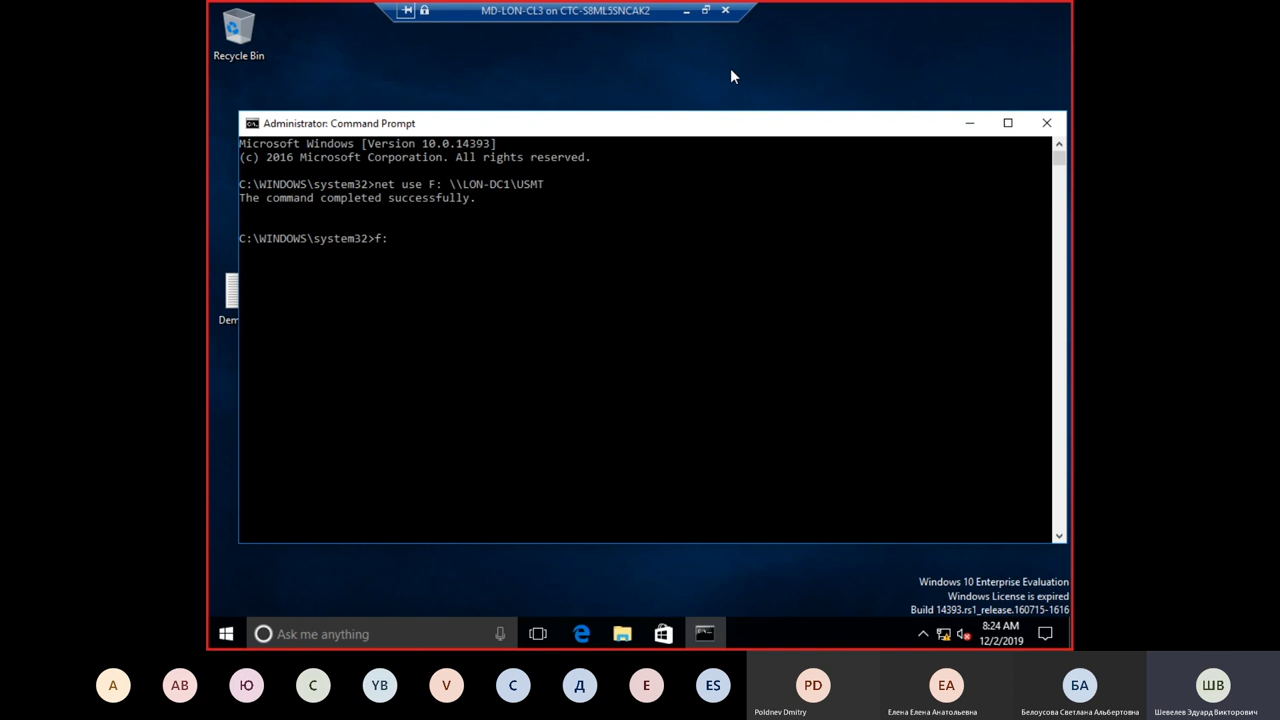 MD-LON-CL3 on CTC-S8ML5SNCAK2
Recycle Bin
Administrator: Command Prompt
Microsoft Windows [Version 10.0.14393]
(c) 2016 Microsoft Corporation. All rights reserved.
C:\WINDOWS\system32>net use F: \\LON-DC1\USMT
The command completed successfully.
C:\WINDOWS\system32>f:
Dem
Windows 10 Enterprise Evaluation
Windows License is expired
Build 14393.rs1_release.160715-1616
Ask me anything
8:24 AM
12/2/2019
A
АВ
Ю
С
YB
V
С
Д
Е
ES
PD
ЕА
БА
ШВ
Poldnev Dmitry
Елена Елена Анатольевна
Белоусова Светлана Альбертовна
Шевелев Эдуард Викторович